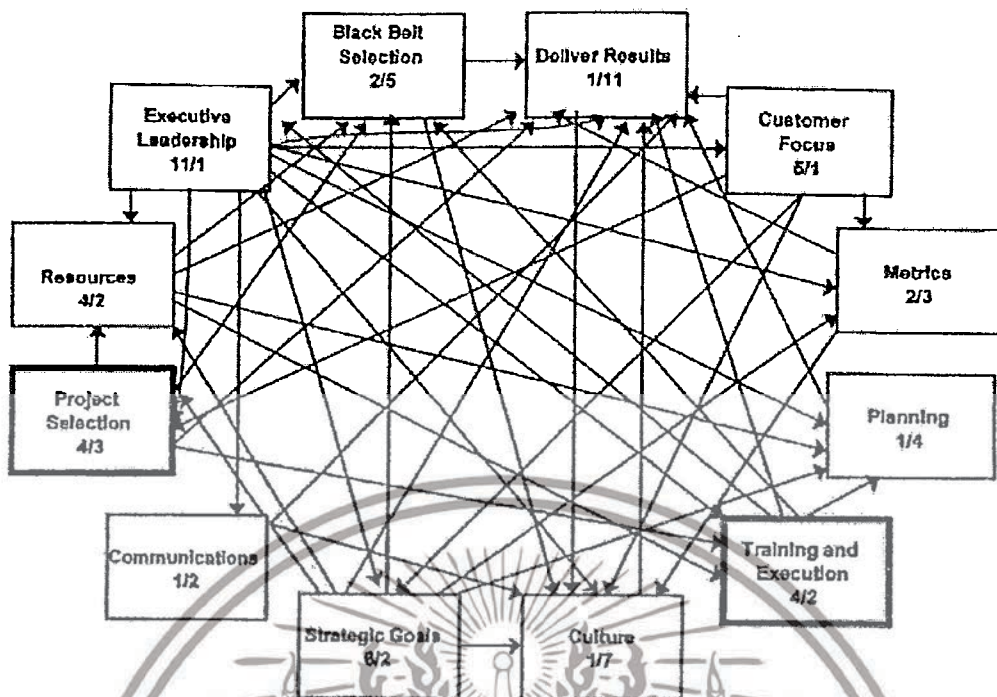 Black Belt
Selection
2/5
Deliver Results
1/11
Executive
Leadership
11/1
Customer
Focus
5/1
Resources
4/2
Metrics
2/3
Project
Selection
4/3
Planning
1/4
Communications
1/2
Training and
Execution
4/2
Strategic Goals
6/2
Culture
1/7